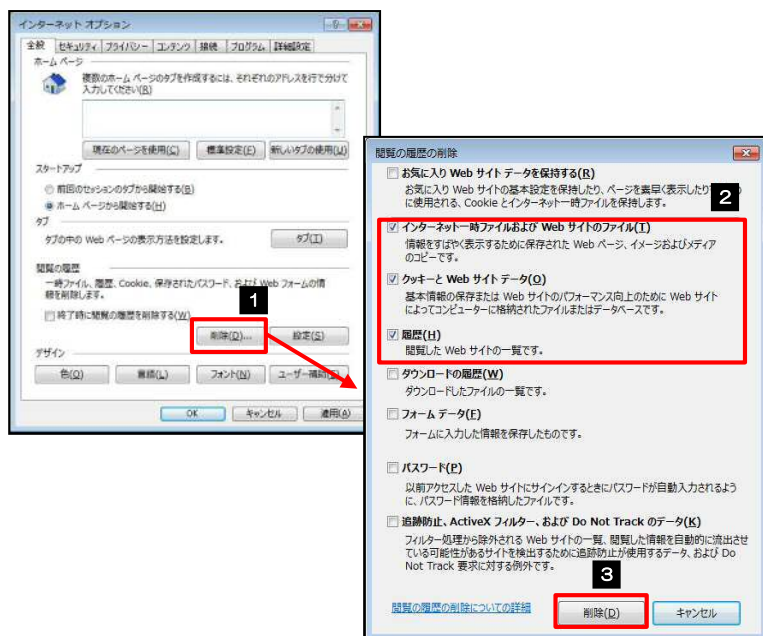 インターネット オプション
全般 セキュリティ プライバシー コンテンツ 接続 プログラム 詳細設定
ホーム ページ
複数のホーム ページのタブを作成するには、それぞれのアドレスを行で分けて
入力してください(R)
現在のページを使用(C) 標準設定(F) 新しいタブの使用(U)
スタートアップ
前回のセッションのタブから開始する(B)
ホーム ページから開始する(H)
タブ
タブの中の Web ページの表示方法を設定します。 タブ(T)
閲覧の履歴
一時ファイル、履歴、Cookie、保存されたパスワード、および Web フォームの情
報を削除します。
1
終了時に閲覧の履歴を削除する(W)
削除(D)... 設定(S)
デザイン
色(O) 言語(L) フォント(N) ユーザー補助
OK キャンセル 適用(A)
閲覧の履歴の削除
お気に入り Web サイト データを保持する(R)
お気に入り Web サイトの基本設定を保持したり、ページを素早く表示したり
に使用される、Cookie とインターネット一時ファイルを保持します。
2
インターネット一時ファイルおよび Web サイトのファイル(T)
情報をすばやく表示するために保存された Web ページ、イメージおよびメディア
のコピーです。
クッキーと Web サイト データ(O)
基本情報の保存または Web サイトのパフォーマンス向上のために Web サイト
によってコンピューターに格納されたファイルまたはデータベースです。
履歴(H)
閲覧した Web サイトの一覧です。
ダウンロードの履歴(W)
ダウンロードしたファイルの一覧です。
フォーム データ(F)
フォームに入力した情報を保存したものです。
パスワード(P)
以前アクセスした Web サイトにサインインするときにパスワードが自動入力されるよう
に、パスワード情報を格納したファイルです。
追跡防止、ActiveX フィルター、および Do Not Track のデータ(K)
フィルター処理から除外される Web サイトの一覧、閲覧した情報を自動的に流出させ
ている可能性があるサイトを検出するために追跡防止が使用するデータ、および Do
Not Track 要求に対する例外です。
3
閲覧の履歴の削除についての詳細 削除(D) キャンセル